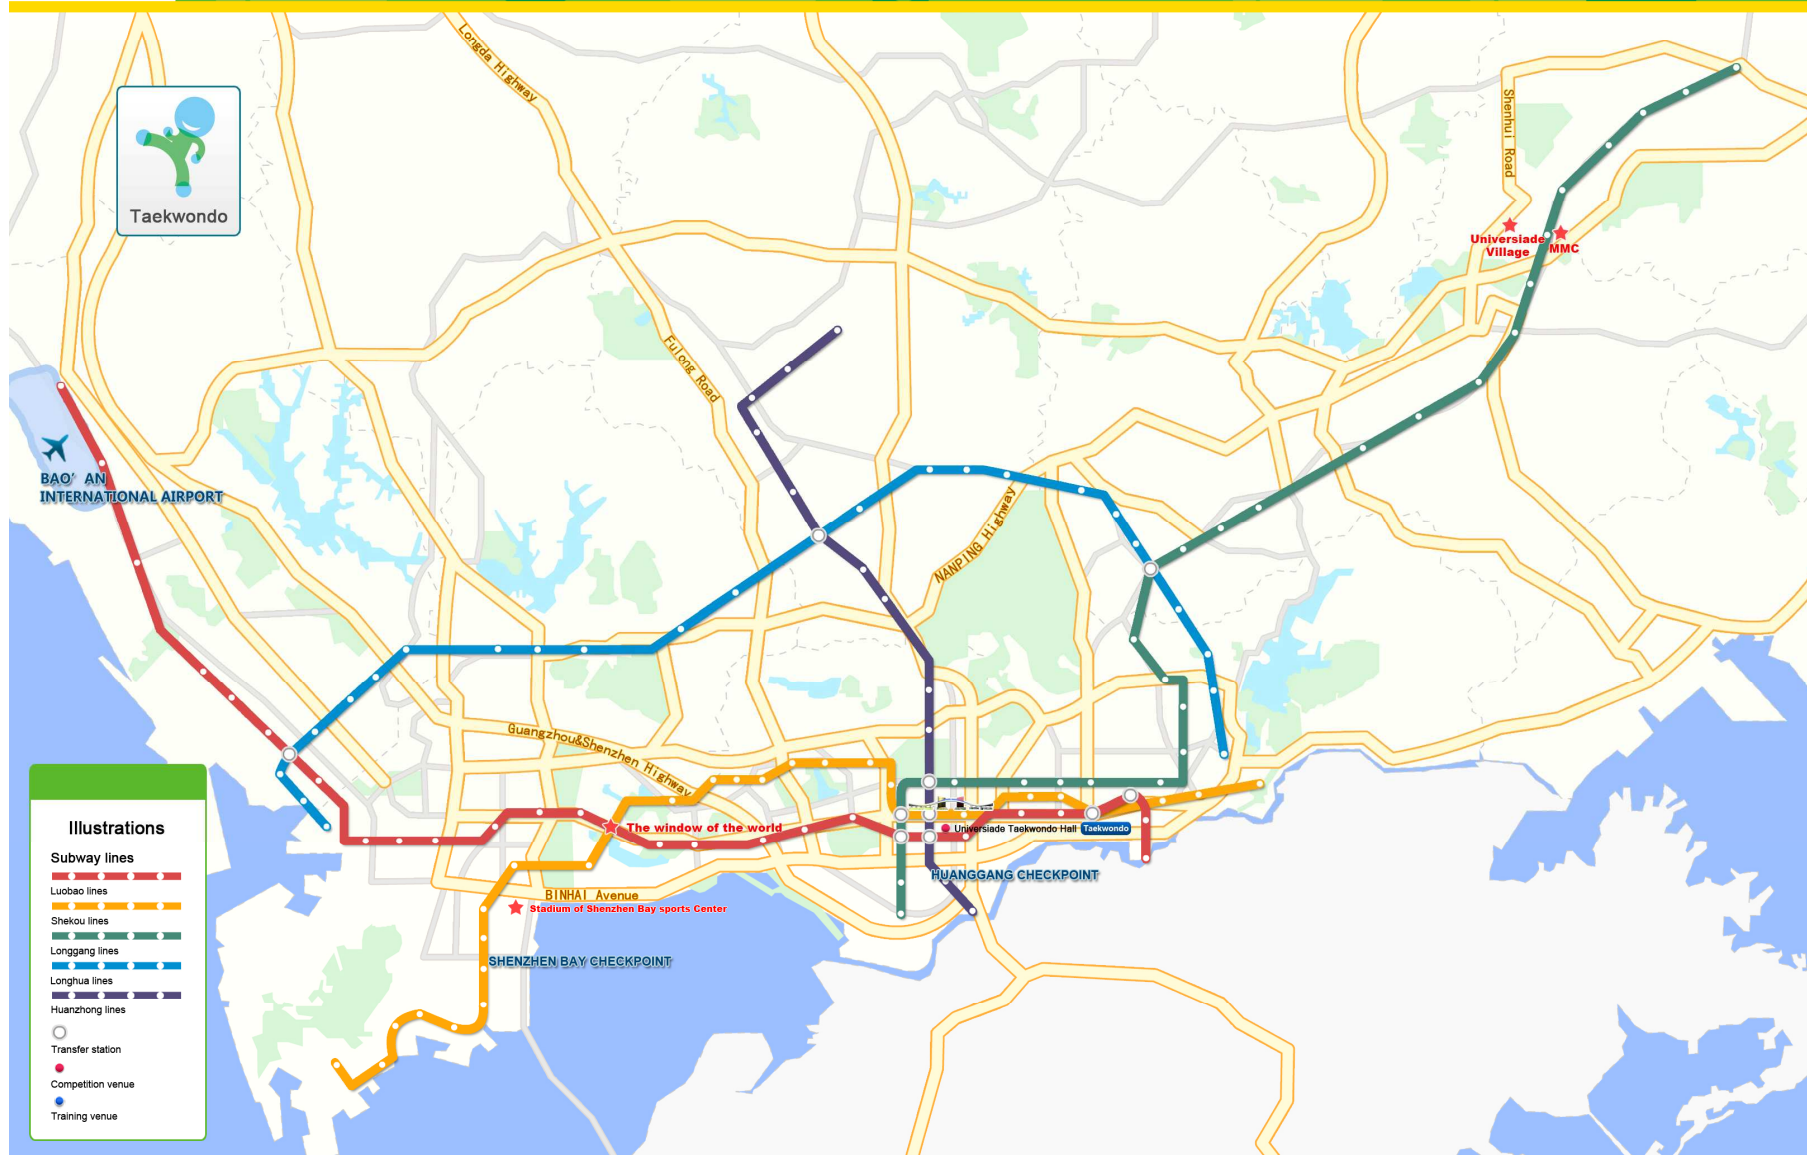 Longda Highway
Taekwondo
Shenhui Road
Universiade
Village
MMC
Fulong Road
BAO' AN
INTERNATIONAL AIRPORT
NANPING Highway
Guangzhou&Shenzhen Highway
The window of the world
Universiade Taekwondo Hall
Taekwondo
HUANGGANG CHECKPOINT
BINHAI Avenue
Stadium of Shenzhen Bay sports Center
SHENZHEN BAY CHECKPOINT
Illustrations
Subway lines
Luobao lines
Shekou lines
Longgang lines
Longhua lines
Huanzhong lines
Transfer station
Competition venue
Training venue